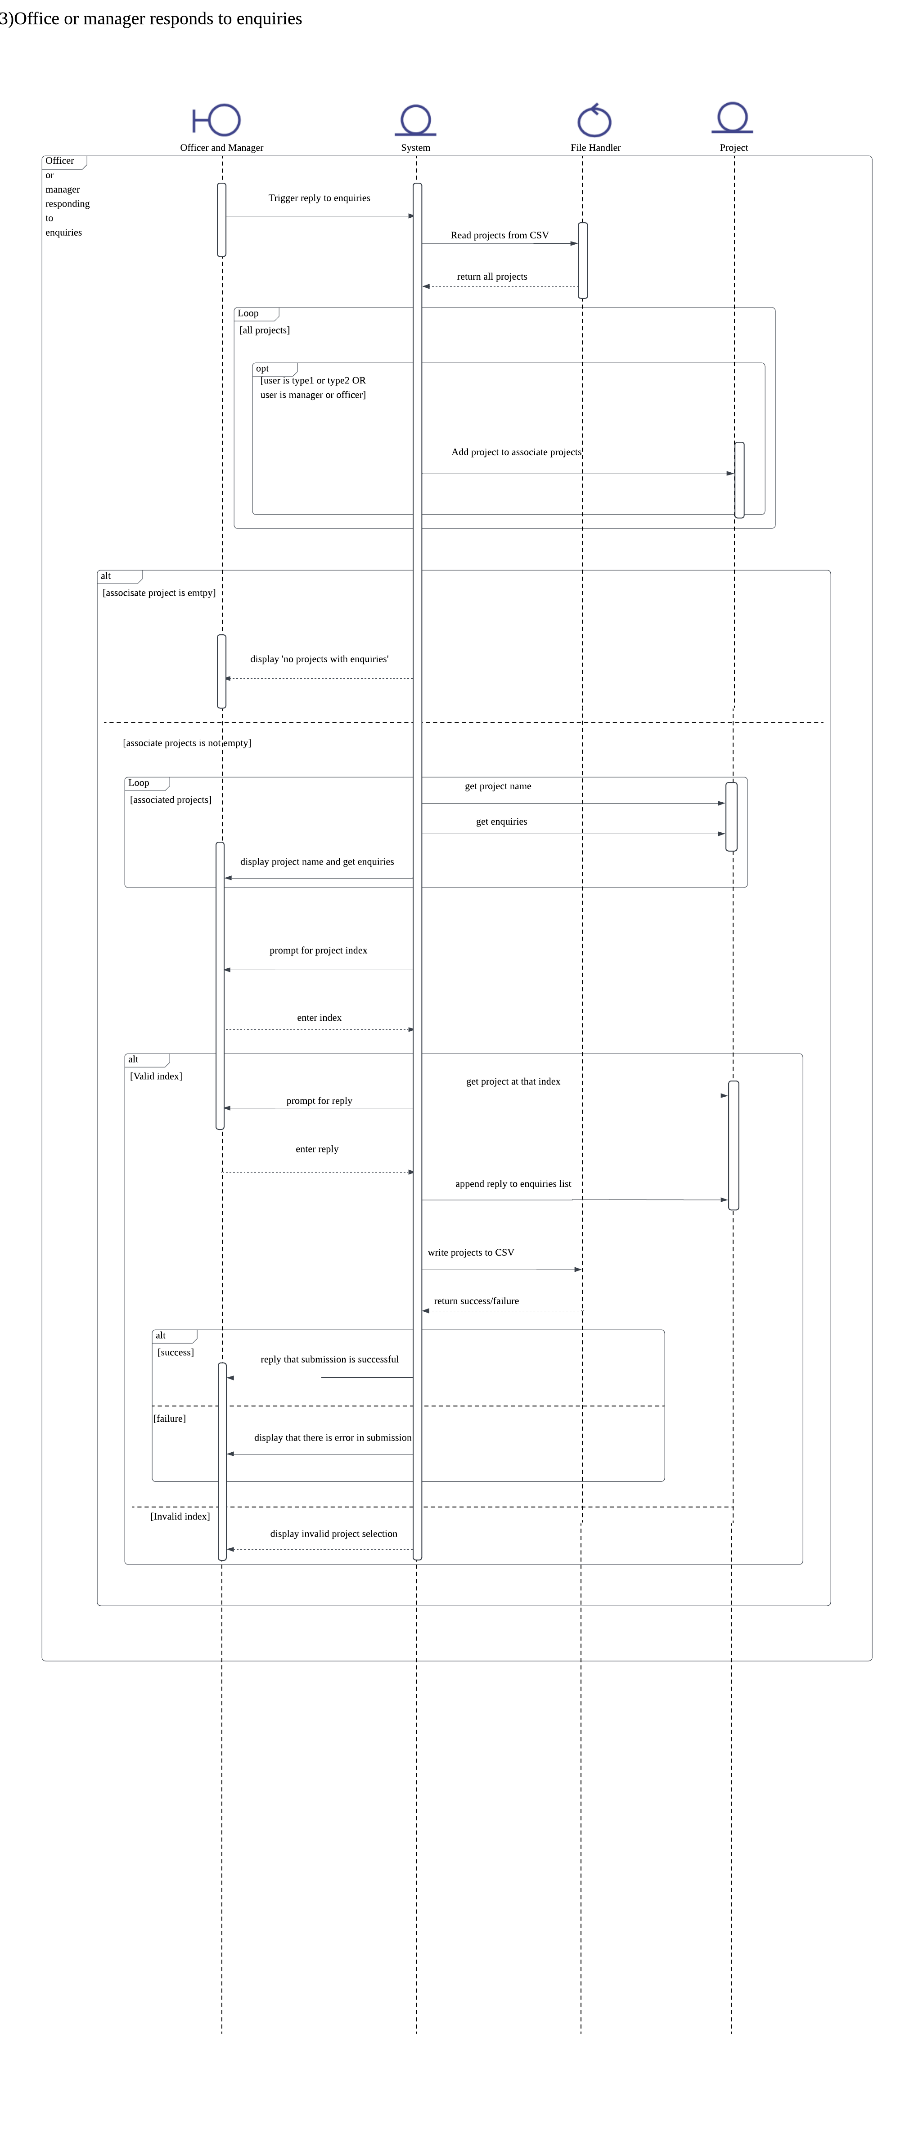 3)Office or manager responds to enquiries
Officer and Manager
System
File Handler
Project
Officer
or
manager
responding
to
enquiries
Trigger reply to enquiries
Read projects from CSV
return all projects
Loop
[all projects]
opt
[user is type1 or type2 OR
user is manager or officer]
Add project to associate projects
alt
[associsate project is emtpy]
display 'no projects with enquries'
[associate projects is not empty]
Loop
get project name
[associated projects]
get enquiries
display project name and get enquiries
prompt for project index
enter index
alt
[Valid index]
get project at that index
prompt for reply
enter reply
append reply to enquiries list
write projects to CSV
return success/failure
alt
[success]
reply that submission is successful
[failure]
display that there is error in submission
[Invalid index]
display invalid project selection